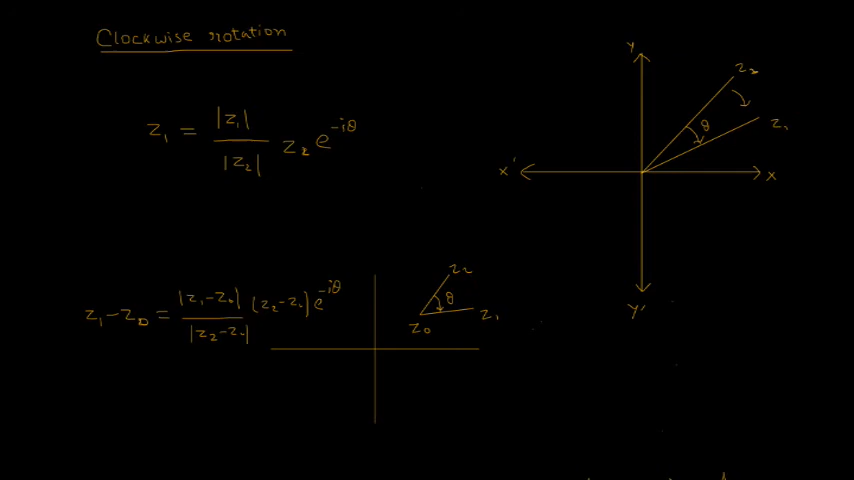 Clockwise rotation
z₁ = |z₁| / |z₂| z₂ e^(-iθ)
z₁ - z₀ = |z₁ - z₀| / |z₂ - z₀| (z₂ - z₀) e^(-iθ)
z₂
θ
z₁
z₀
Y
z₂
z₁
θ
X'
X
Y'